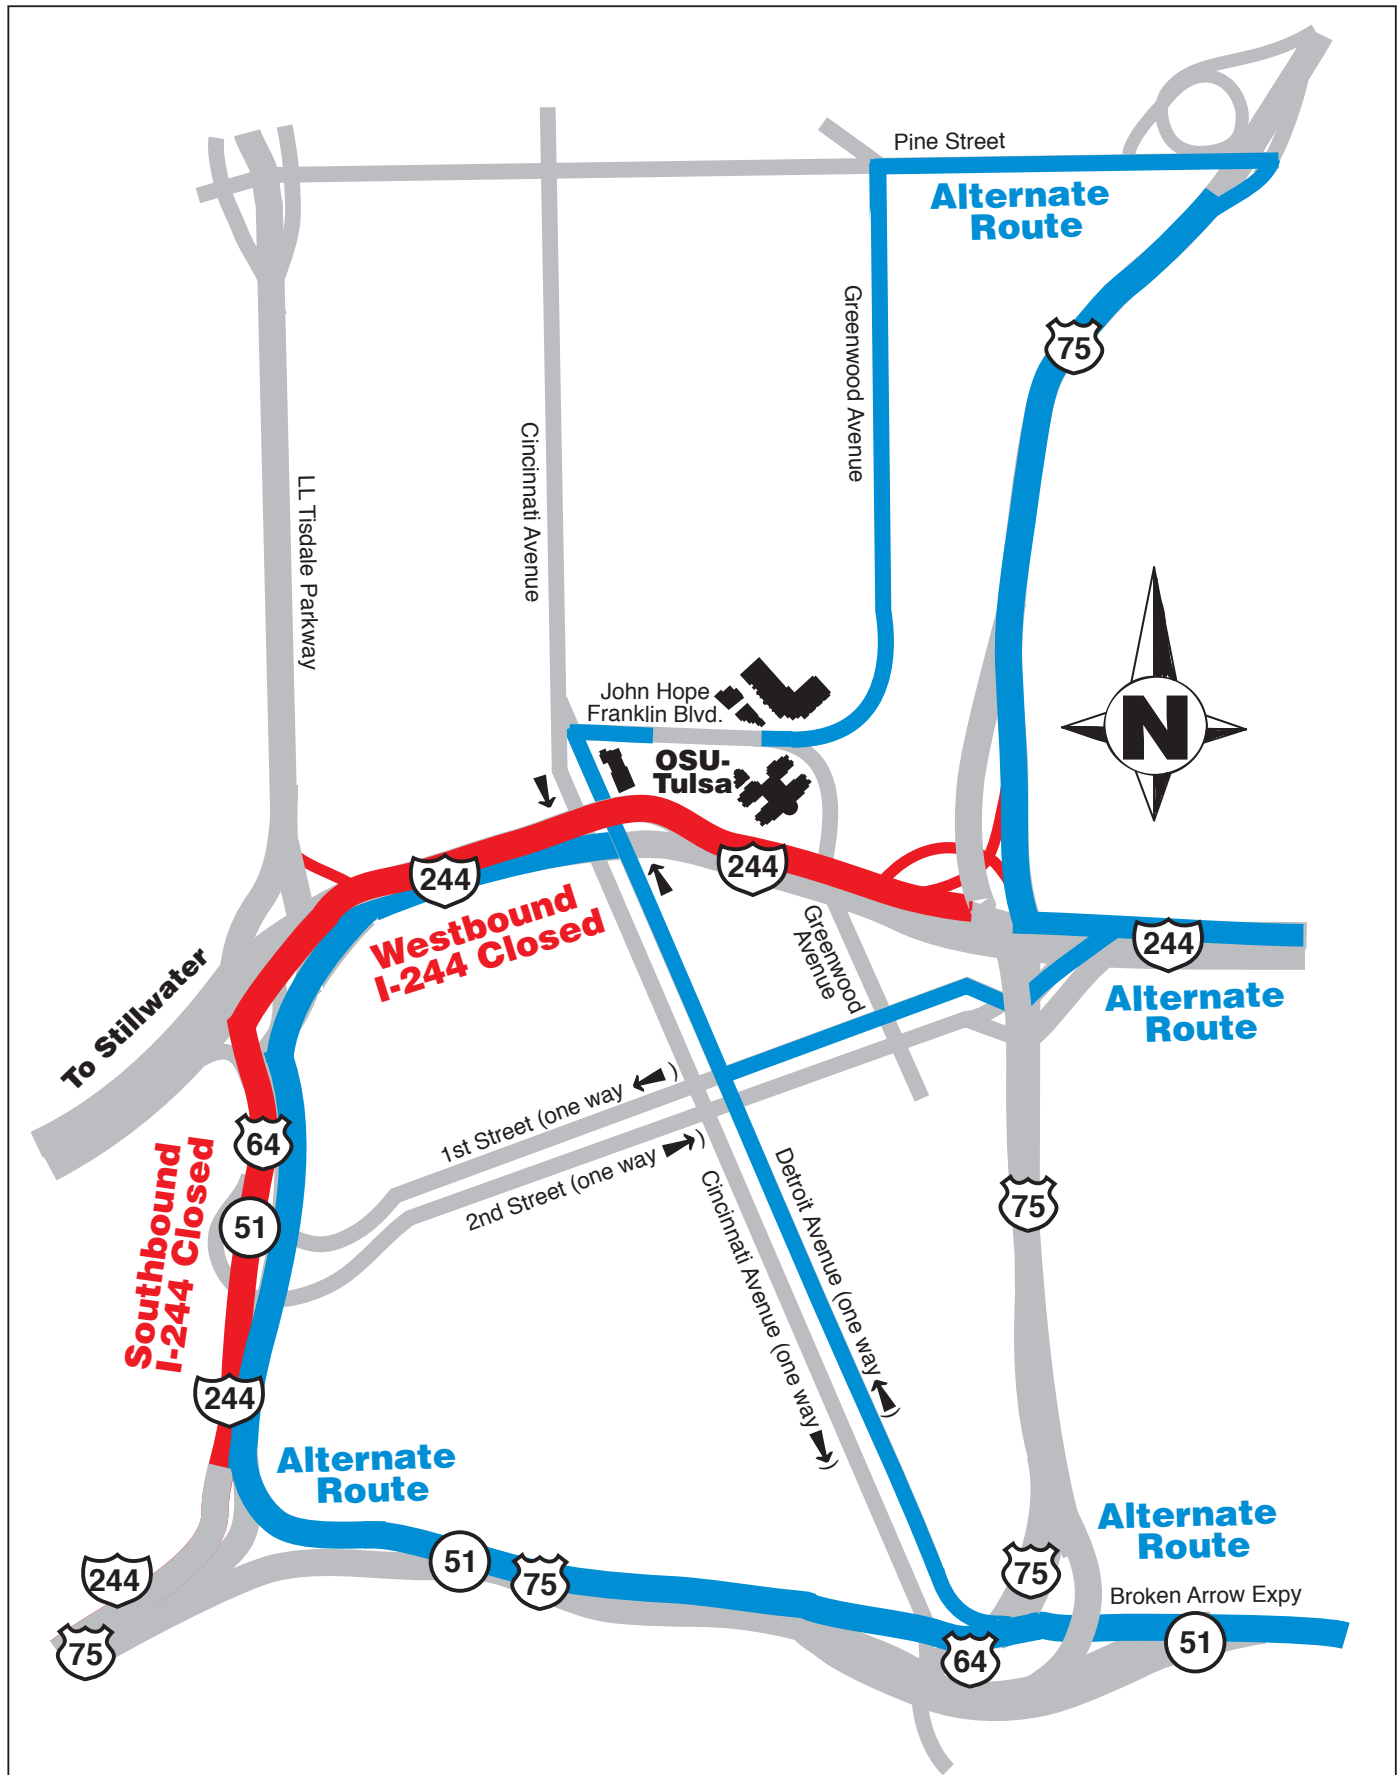 Pine Street
Alternate
Route
75
Greenwood Avenue
Cincinnati Avenue
LL Tisdale Parkway
John Hope
Franklin Blvd.
OSU-
Tulsa
N
244
244
Westbound
I-244 Closed
Greenwood
Avenue
244
Alternate
Route
To Stillwater
1st Street (one way )
2nd Street (one way )
64
51
Southbound
I-244 Closed
244
Detroit Avenue (one way )
Cincinnati Avenue (one way )
75
Alternate
Route
51
75
244
75
75
Alternate
Route
Broken Arrow Expy
64
51